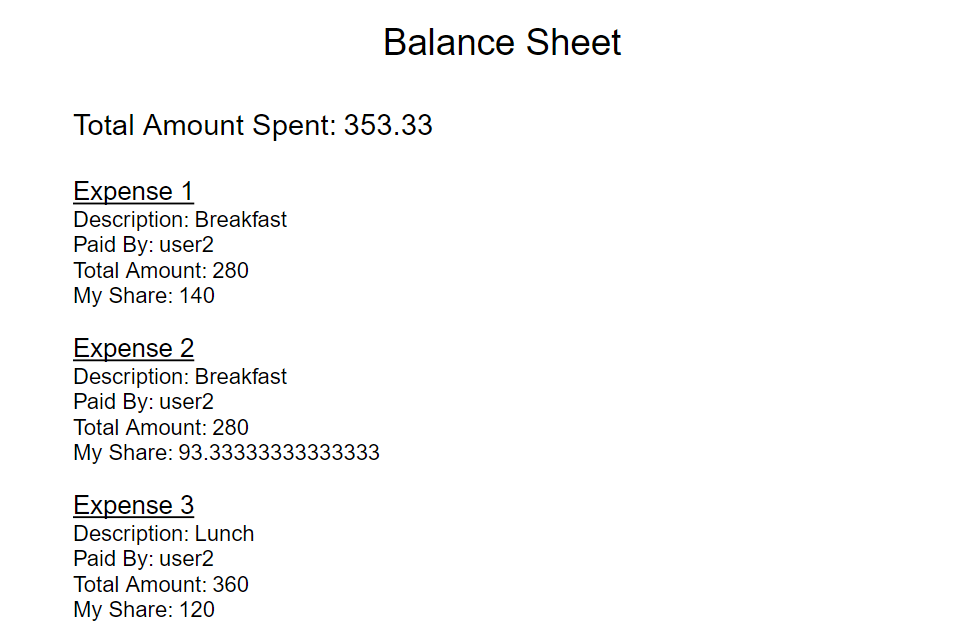 Balance Sheet
Total Amount Spent: 353.33
Expense 1
Description: Breakfast
Paid By: user2
Total Amount: 280
My Share: 140
Expense 2
Description: Breakfast
Paid By: user2
Total Amount: 280
My Share: 93.33333333333333
Expense 3
Description: Lunch
Paid By: user2
Total Amount: 360
My Share: 120